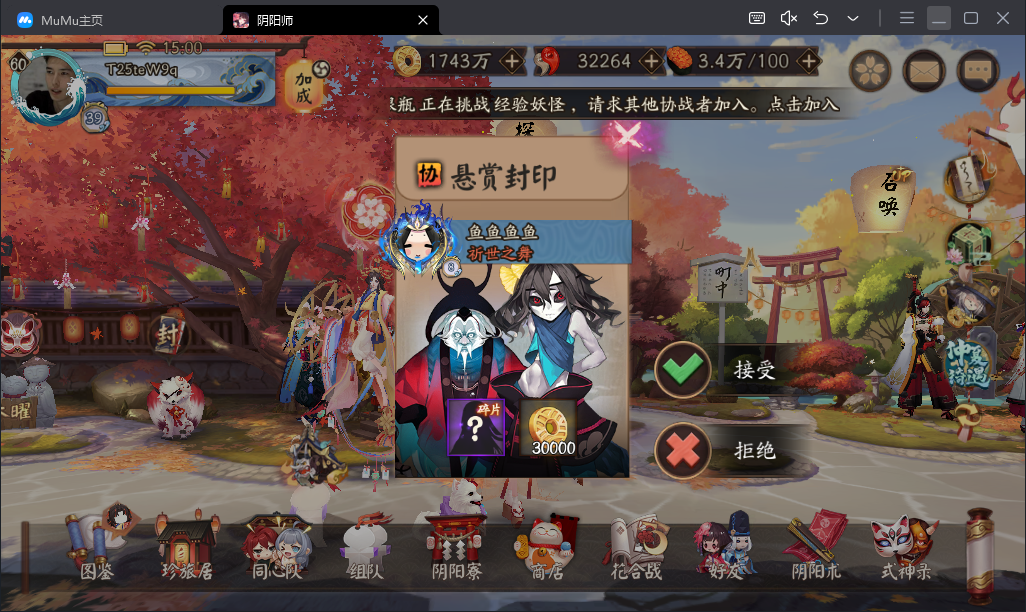 MuMu主页
阴阳师
60
15:00
T25teW9q
39
加成
1743万
32264
3.4万/100
瓶 正在挑战 经验妖怪 ，请求其他协战者加入。点击加入
探
协 悬赏封印
鱼鱼鱼鱼
祈世之舞
召唤
町中
封
仲夏
曜
接受
拒绝
碎片
?
30000
图鉴
珍旅居
同心队
组队
阴阳寮
商店
花合战
好友
阴阳术
式神录